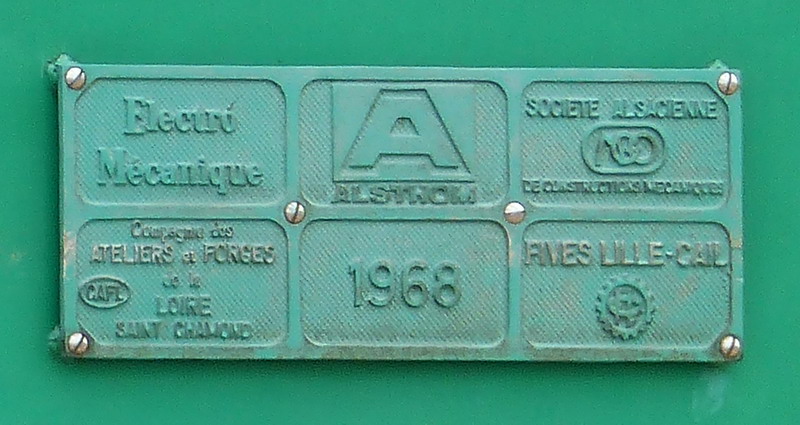 Electro
Mécanique
A
ALSTHOM
SOCIETE ALSACIENNE
DE CONSTRUCTIONS MECANIQUES
Compagnie des
ATELIERS et FORGES
de la
CAFL
LOIRE
SAINT CHAMOND
1968
FIVES LILLE-CAIL